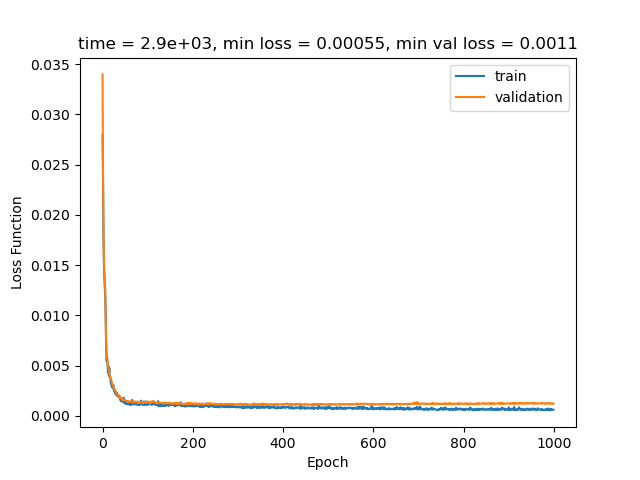 time = 2.9e+03, min loss = 0.00055, min val loss = 0.0011
train
validation
Loss Function
0.035
0.030
0.025
0.020
0.015
0.010
0.005
0.000
0 200 400 600 800 1000
Epoch